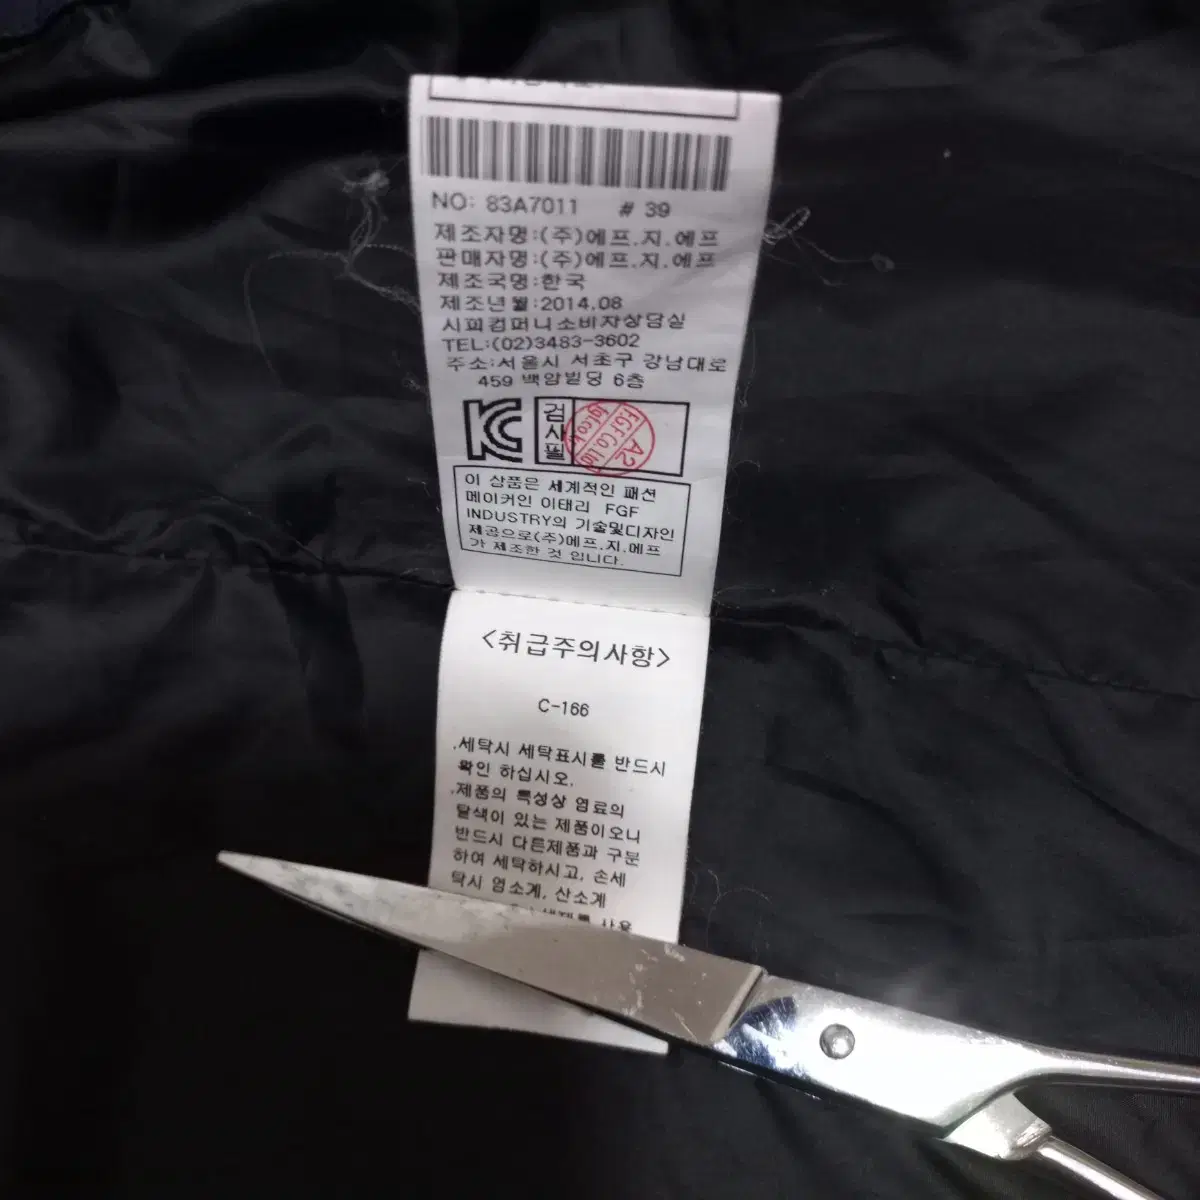 NO: 83A7011 # 39
제조자명:(주)에프.지.에프
판매자명:(주)에프.지.에프
제조국명:한국
제조년월:2014.08
시회컴퍼니소비자상담실
TEL:(02)3483-3602
주소:서울시 서초구 강남대로
459 백암빌딩 6층
KC
검사필
F.G.F Co.Ltd
A2
이 상품은 세계적인 패션
메이커인 이태리 FGF
INDUSTRY의 기술및디자인
제공으로(주)에프.지.에프
가 제조한 것 입니다.
<취급주의사항>
C-166
.세탁시 세탁표시를 반드시
확인 하십시오.
.제품의 특성상 염료의
탈색이 있는 제품이오니
반드시 다른제품과 구분
하여 세탁하시고, 손세
탁시 염소계, 산소계
세제를 사용